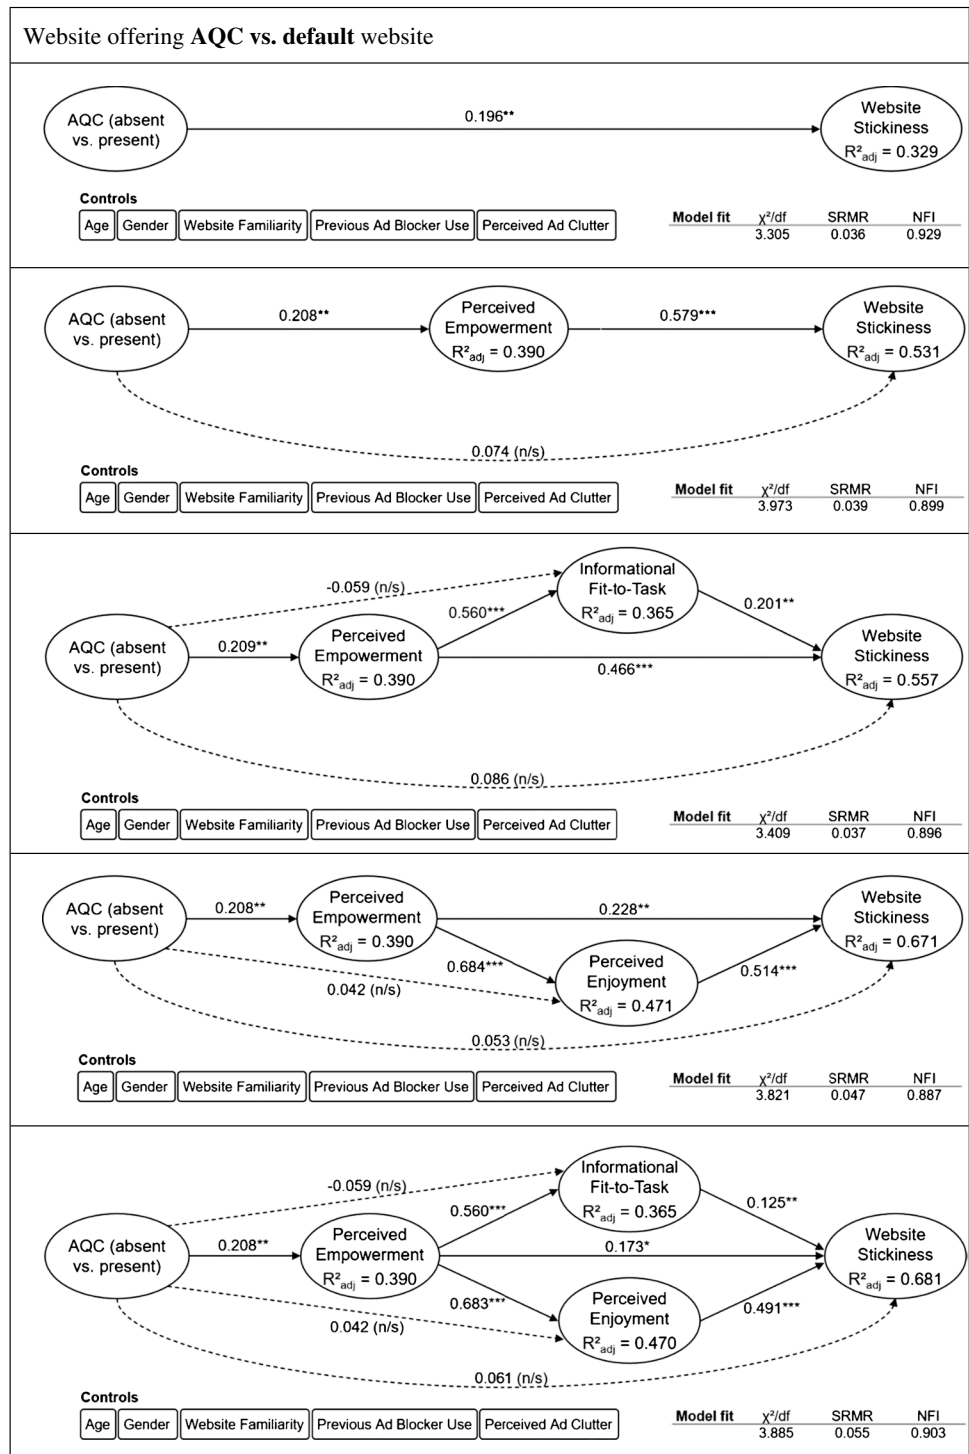 Website offering AQC vs. default website
AQC (absent
vs. present)
0.196**
Website
Stickiness
R²adj = 0.329
Controls
Age Gender Website Familiarity Previous Ad Blocker Use Perceived Ad Clutter
Model fit χ²/df SRMR NFI
3.305 0.036 0.929
AQC (absent
vs. present)
0.208**
Perceived
Empowerment
R²adj = 0.390
0.579***
Website
Stickiness
R²adj = 0.531
0.074 (n/s)
Controls
Age Gender Website Familiarity Previous Ad Blocker Use Perceived Ad Clutter
Model fit χ²/df SRMR NFI
3.973 0.039 0.899
AQC (absent
vs. present)
-0.059 (n/s)
0.209**
Perceived
Empowerment
R²adj = 0.390
0.560***
Informational
Fit-to-Task
R²adj = 0.365
0.201**
0.466***
Website
Stickiness
R²adj = 0.557
0.086 (n/s)
Controls
Age Gender Website Familiarity Previous Ad Blocker Use Perceived Ad Clutter
Model fit χ²/df SRMR NFI
3.409 0.037 0.896
AQC (absent
vs. present)
0.208**
Perceived
Empowerment
R²adj = 0.390
0.228**
Website
Stickiness
R²adj = 0.671
0.684***
Perceived
Enjoyment
R²adj = 0.471
0.514***
0.042 (n/s)
0.053 (n/s)
Controls
Age Gender Website Familiarity Previous Ad Blocker Use Perceived Ad Clutter
Model fit χ²/df SRMR NFI
3.821 0.047 0.887
AQC (absent
vs. present)
-0.059 (n/s)
0.208**
Perceived
Empowerment
R²adj = 0.390
0.560***
Informational
Fit-to-Task
R²adj = 0.365
0.125**
0.173*
Website
Stickiness
R²adj = 0.681
0.683***
Perceived
Enjoyment
R²adj = 0.470
0.491***
0.042 (n/s)
0.061 (n/s)
Controls
Age Gender Website Familiarity Previous Ad Blocker Use Perceived Ad Clutter
Model fit χ²/df SRMR NFI
3.885 0.055 0.903